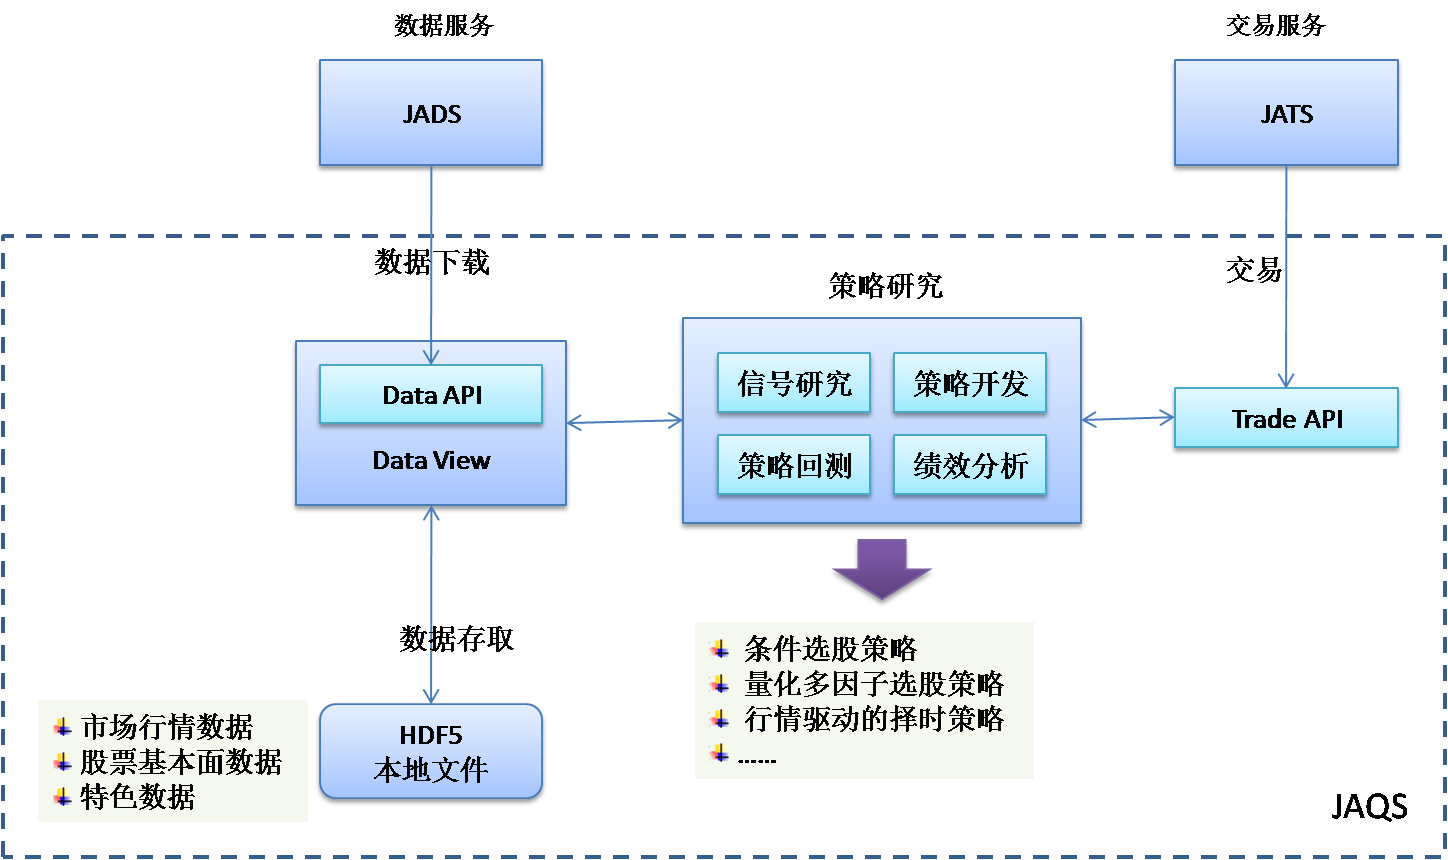 数据服务
交易服务
JADS
JATS
数据下载
交易
策略研究
信号研究
策略开发
Data API
Trade API
Data View
策略回测
绩效分析
数据存取
条件选股策略
量化多因子选股策略
行情驱动的择时策略
......
市场行情数据
股票基本面数据
特色数据
HDF5
本地文件
JAQS